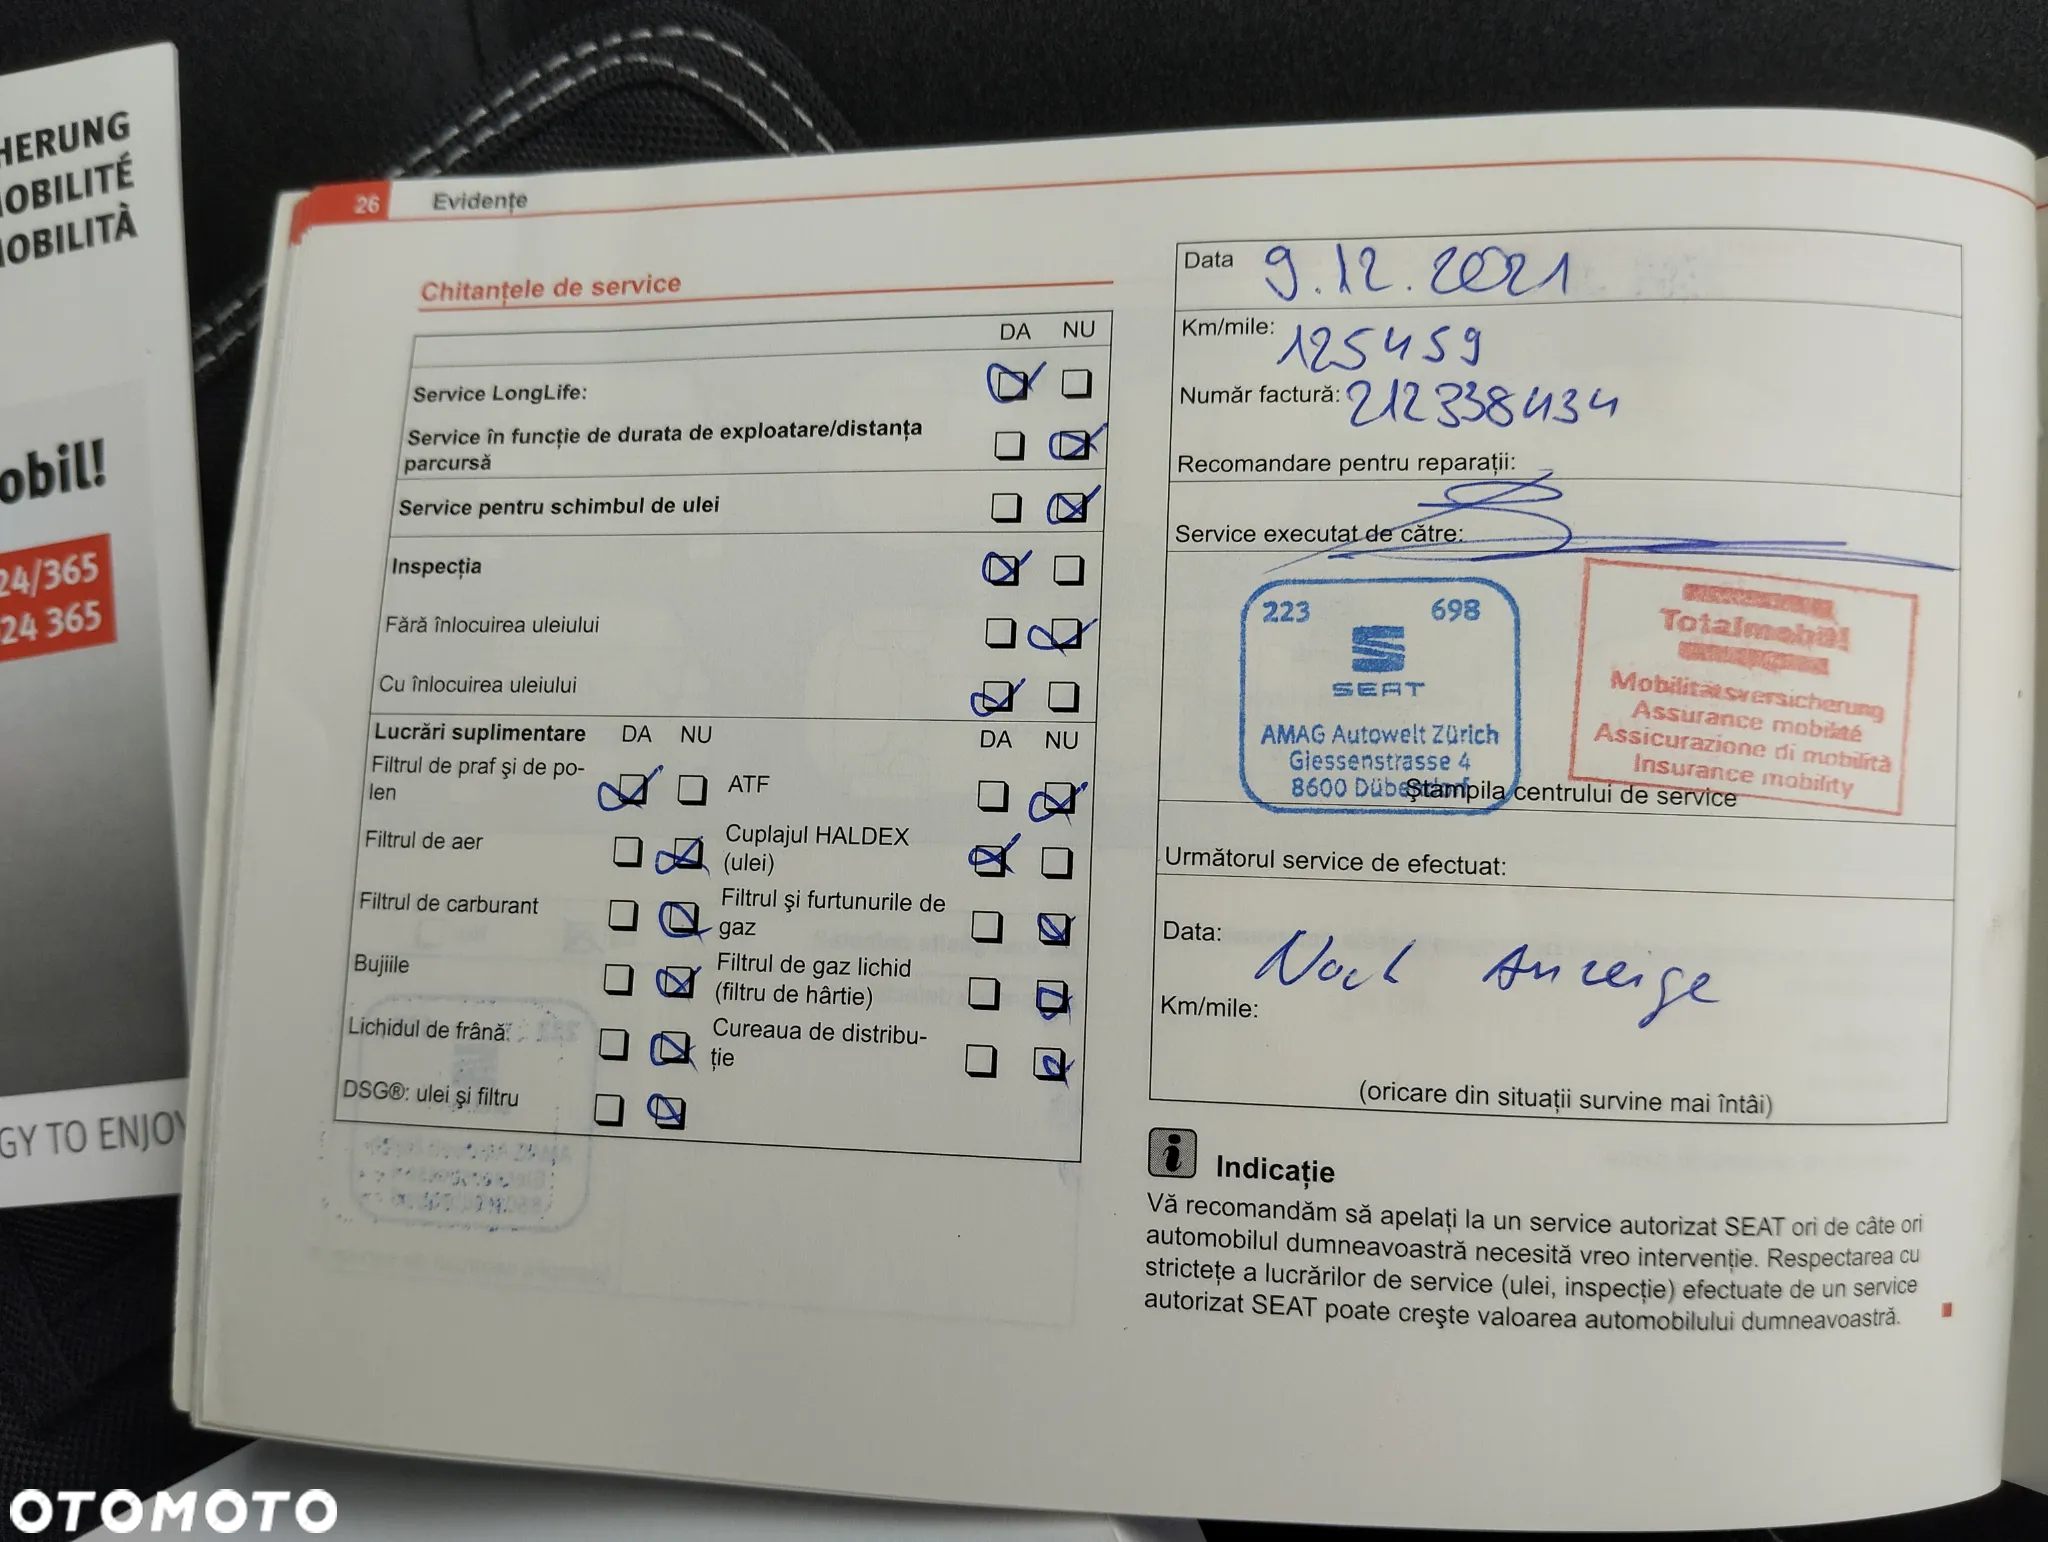 HERUNG
OBILITÉ
OBILITÀ
obil!
24/365
24 365
GY TO ENJOY
26 Evidențe
Chitanțele de service
DA NU
Service LongLife:
Service în funcție de durata de exploatare/distanța
parcursă
Service pentru schimbul de ulei
Inspecția
Fără înlocuirea uleiului
Cu înlocuirea uleiului
Lucrări suplimentare DA NU DA NU
Filtrul de praf și de po-
len
ATF
Filtrul de aer
Cuplajul HALDEX
(ulei)
Filtrul de carburant
Filtrul și furtunurile de
gaz
Bujiile
Filtrul de gaz lichid
(filtru de hârtie)
Lichidul de frână:
Cureaua de distribu-
ție
DSG®: ulei și filtru
Data 9.12.2021
Km/mile: 125459
Număr factură: 212338434
Recomandare pentru reparații:
Service executat de către:
223 698
SEAT
AMAG Autowelt Zürich
Giessenstrasse 4
8600 Dübendorf
Totalmobil!
Mobilitätsversicherung
Assurance mobilité
Assicurazione di mobilità
Insurance mobility
Ștampila centrului de service
Următorul service de efectuat:
Data:
Nach Anzeige
Km/mile:
(oricare din situații survine mai întâi)
i Indicație
Vă recomandăm să apelați la un service autorizat SEAT ori de câte ori
automobilul dumneavoastră necesită vreo intervenție. Respectarea cu
strictețe a lucrărilor de service (ulei, inspecție) efectuate de un service
autorizat SEAT poate crește valoarea automobilului dumneavoastră.
OTOMOTO